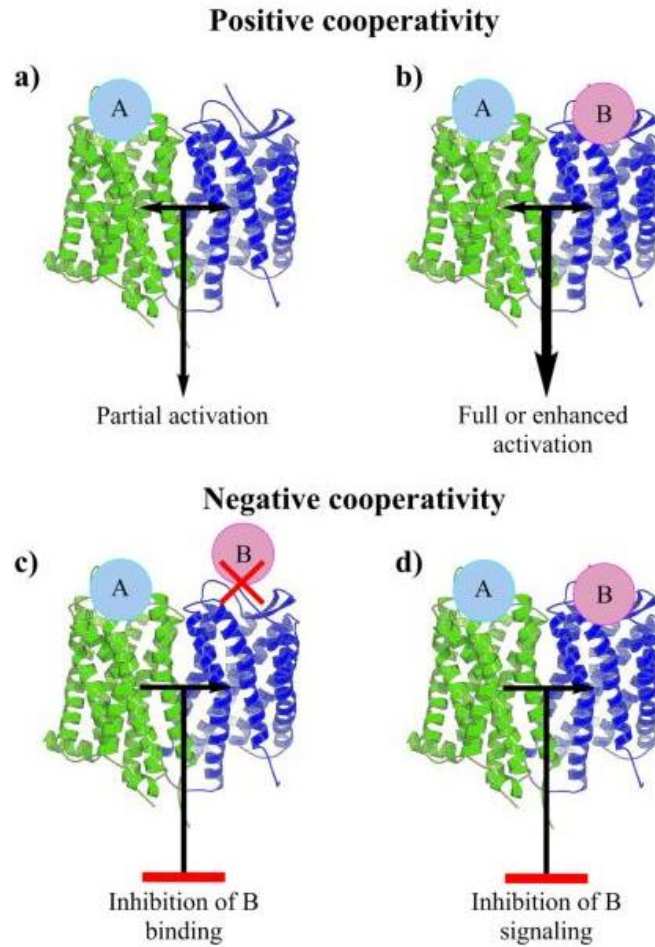 Positive cooperativity
a)
A
b)
A
B
Partial activation
Full or enhanced
activation
Negative cooperativity
c)
A
B
d)
A
B
Inhibition of B
binding
Inhibition of B
signaling